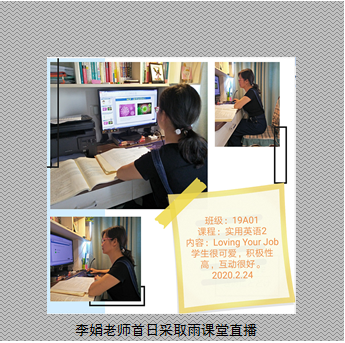 班级：19A01
课程：实用英语2
内容：Loving Your Job
学生很可爱，积极性
高，互动很好。
2020.2.24
李娟老师首日采取雨课堂直播